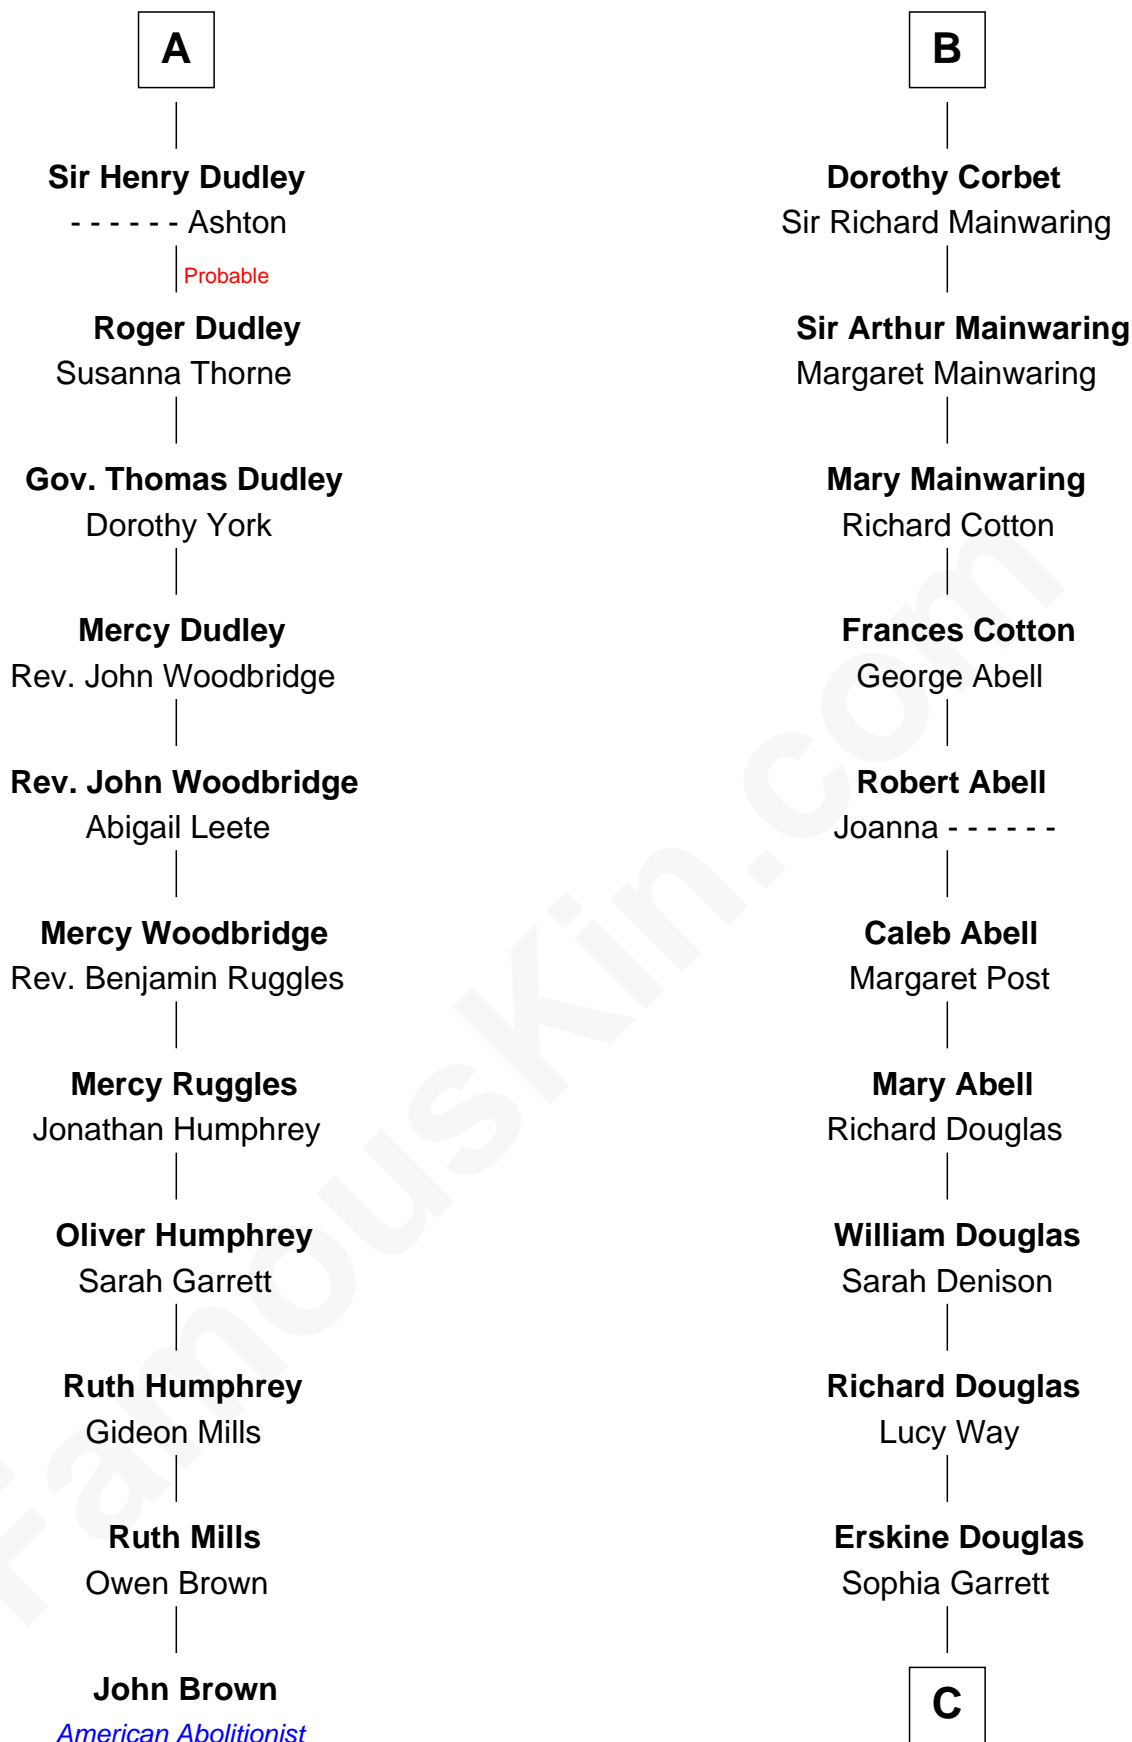 A
Sir Henry Dudley
- - - - - - Ashton
Probable
Roger Dudley
Susanna Thorne
Gov. Thomas Dudley
Dorothy York
Mercy Dudley
Rev. John Woodbridge
Rev. John Woodbridge
Abigail Leete
Mercy Woodbridge
Rev. Benjamin Ruggles
Mercy Ruggles
Jonathan Humphrey
Oliver Humphrey
Sarah Garrett
Ruth Humphrey
Gideon Mills
Ruth Mills
Owen Brown
John Brown
American Abolitionist
B
Dorothy Corbet
Sir Richard Mainwaring
Sir Arthur Mainwaring
Margaret Mainwaring
Mary Mainwaring
Richard Cotton
Frances Cotton
George Abell
Robert Abell
Joanna - - - - - -
Caleb Abell
Margaret Post
Mary Abell
Richard Douglas
William Douglas
Sarah Denison
Richard Douglas
Lucy Way
Erskine Douglas
Sophia Garrett
C
FamousKin.com